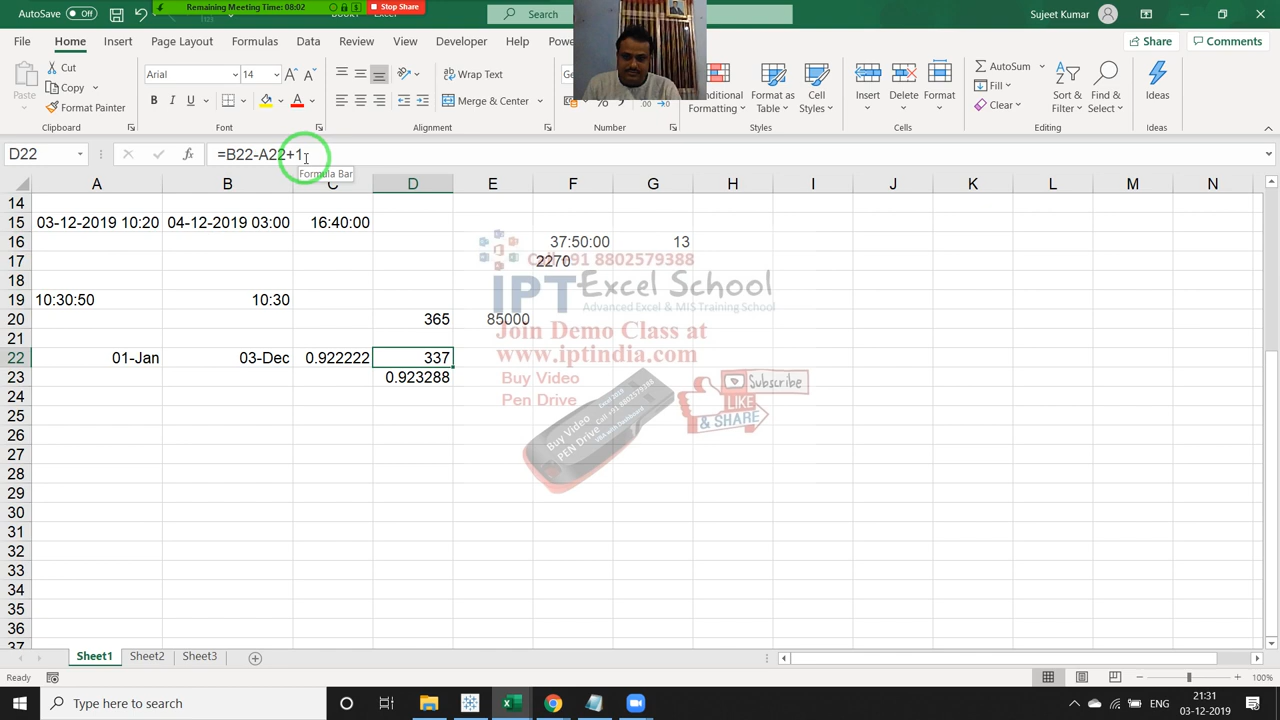 AutoSave Off
Remaining Meeting Time: 08:02
Stop Share
Search
Sujeet Kumar
File Home Insert Page Layout Formulas Data Review View Developer Help
Share Comments
Paste
Cut
Copy
Format Painter
Clipboard
Arial 14
B I U
Font
Wrap Text
Merge & Center
Alignment
Number
Conditional Formatting
Format as Table
Cell Styles
Styles
Insert Delete Format
Cells
AutoSum
Fill
Clear
Sort & Filter
Find & Select
Editing
Ideas
Ideas
D22
=B22-A22+1
Formula Bar
A B C D E F G H I J K L M N
14
15 03-12-2019 10:20 04-12-2019 03:00 16:40:00
16 37:50:00 13
17 2270
Call +91 8802579388
18
IPT Excel School
Advanced Excel & MIS Training School
19 10:30:50 10:30
20 365 85000
Join Demo Class at
21
www.iptindia.com
22 01-Jan 03-Dec 0.922222 337
23 0.923288
Buy Video
Pen Drive
Subscribe
LIKE
& SHARE
24
25
26
27
28
29
30
31
32
33
34
35
36
37
Buy Video
PEN Drive
Sheet1 Sheet2 Sheet3
Ready
100%
Type here to search
ENG
21:31
03-12-2019